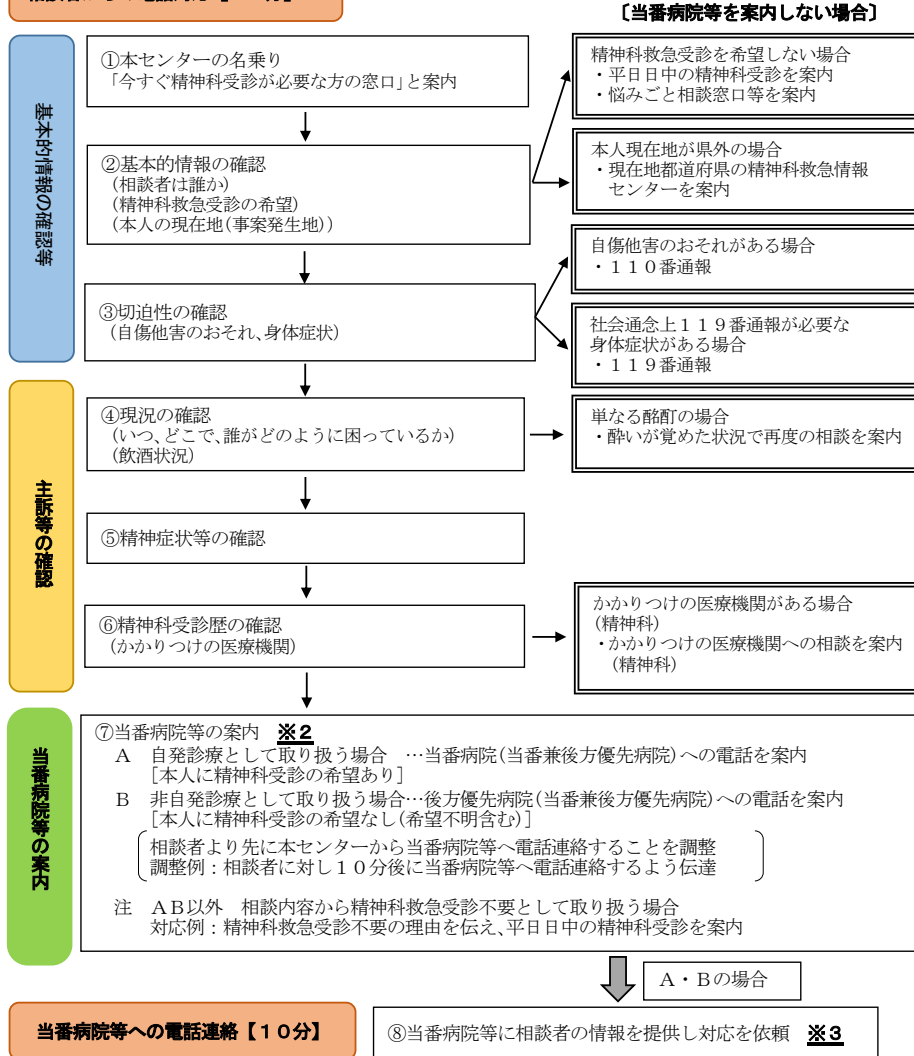 〔当番病院等を案内しない場合〕
基本的情報の確認等
①本センターの名乗り
「今すぐ精神科受診が必要な方の窓口」と案内
精神科救急受診を希望しない場合
・平日日中の精神科受診を案内
・悩みごと相談窓口等を案内
②基本的情報の確認
(相談者は誰か)
(精神科救急受診の希望)
(本人の現在地(事案発生地))
本人現在地が県外の場合
・現在地都道府県の精神科救急情報
センターを案内
自傷他害のおそれがある場合
・110番通報
③切迫性の確認
(自傷他害のおそれ、身体症状)
社会通念上119番通報が必要な
身体症状がある場合
・119番通報
主訴等の確認
④現況の確認
(いつ、どこで、誰がどのように困っているか)
(飲酒状況)
単なる酩酊の場合
・酔いが覚めた状況で再度の相談を案内
⑤精神症状等の確認
⑥精神科受診歴の確認
(かかりつけの医療機関)
かかりつけの医療機関がある場合
(精神科)
・かかりつけの医療機関への相談を案内
(精神科)
当番病院等の案内
⑦当番病院等の案内 ※2
A 自発診療として取り扱う場合 …当番病院(当番兼後方優先病院)への電話を案内
[本人に精神科受診の希望あり]
B 非自発診療として取り扱う場合…後方優先病院(当番兼後方優先病院)への電話を案内
[本人に精神科受診の希望なし(希望不明含む)]
相談者より先に本センターから当番病院等へ電話連絡することを調整
調整例:相談者に対し10分後に当番病院等へ電話連絡するよう伝達
注 AB以外 相談内容から精神科救急受診不要として取り扱う場合
対応例:精神科救急受診不要の理由を伝え、平日日中の精神科受診を案内
A・Bの場合
当番病院等への電話連絡【10分】
⑧当番病院等に相談者の情報を提供し対応を依頼 ※3